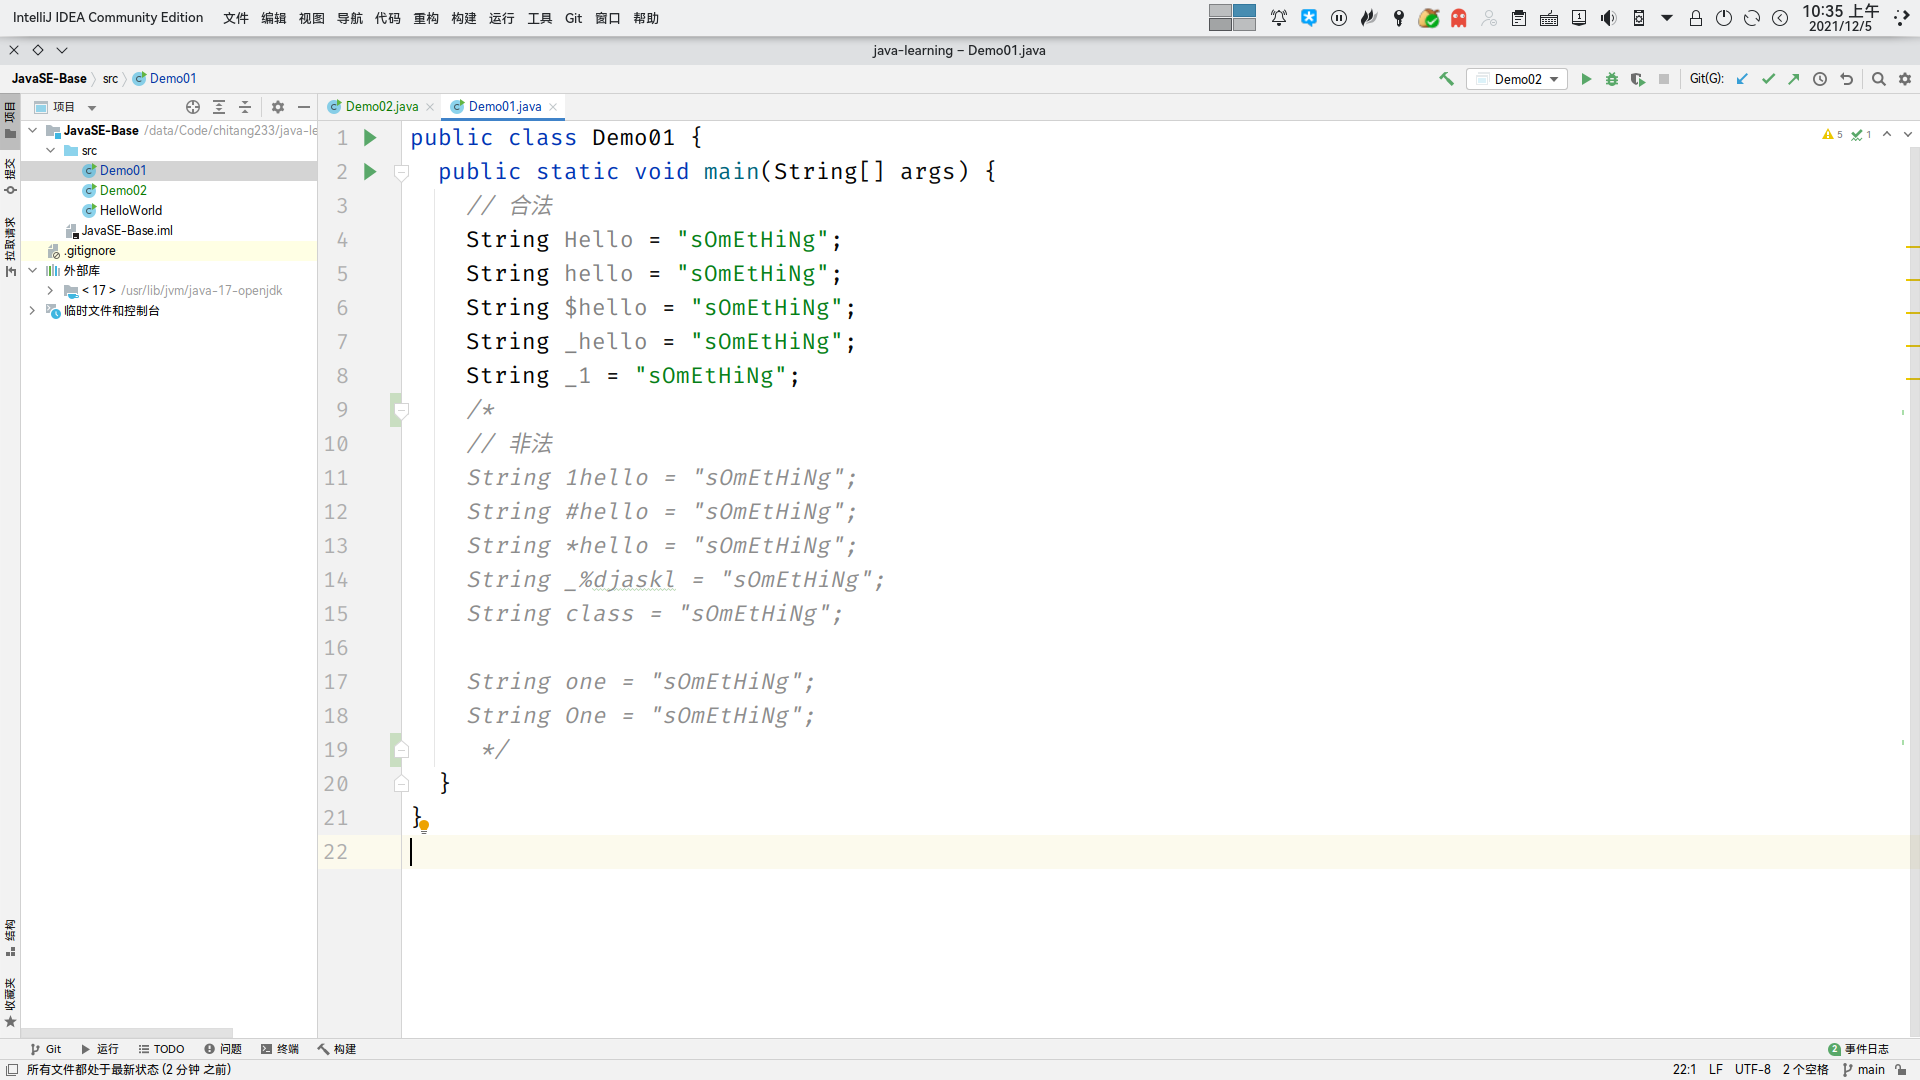 IntelliJ IDEA Community Edition 文件 编辑 视图 导航 代码 重构 构建 运行 工具 Git 窗口 帮助
10:35 上午
2021/12/5
java-learning – Demo01.java
JavaSE-Base src Demo01
Demo02
Git(G):
项目
Demo02.java
Demo01.java
项目
提交
拉取请求
结构
收藏夹
JavaSE-Base /data/Code/chitang233/java-le
src
Demo01
Demo02
HelloWorld
JavaSE-Base.iml
.gitignore
外部库
< 17 > /usr/lib/jvm/java-17-openjdk
临时文件和控制台
5 1
1 public class Demo01 {
2 public static void main(String[] args) {
3 // 合法
4 String Hello = "sOmEtHiNg";
5 String hello = "sOmEtHiNg";
6 String $hello = "sOmEtHiNg";
7 String _hello = "sOmEtHiNg";
8 String _1 = "sOmEtHiNg";
9 /*
10 // 非法
11 String 1hello = "sOmEtHiNg";
12 String #hello = "sOmEtHiNg";
13 String *hello = "sOmEtHiNg";
14 String _%djaskl = "sOmEtHiNg";
15 String class = "sOmEtHiNg";
16
17 String one = "sOmEtHiNg";
18 String One = "sOmEtHiNg";
19 */
20 }
21 }
22
Git 运行 TODO 问题 终端 构建
2 事件日志
所有文件都处于最新状态 (2 分钟 之前)
22:1 LF UTF-8 2 个空格 main